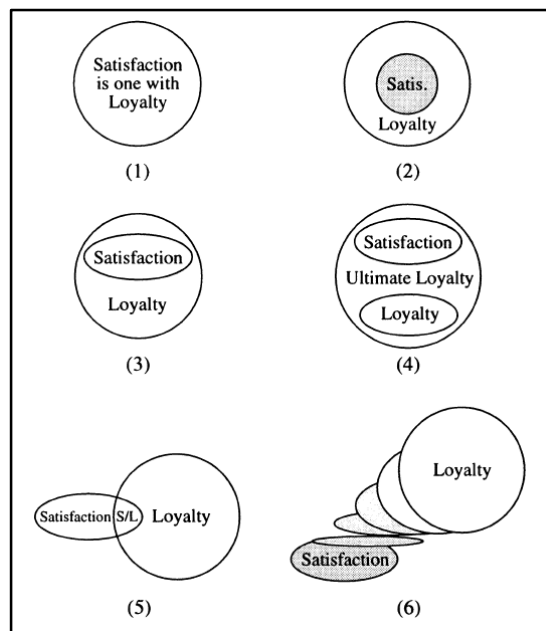 Satisfaction
is one with
Loyalty
(1)
Satis.
Loyalty
(2)
Satisfaction
Loyalty
(3)
Satisfaction
Ultimate Loyalty
Loyalty
(4)
Satisfaction S/L Loyalty
(5)
Loyalty
Satisfaction
(6)